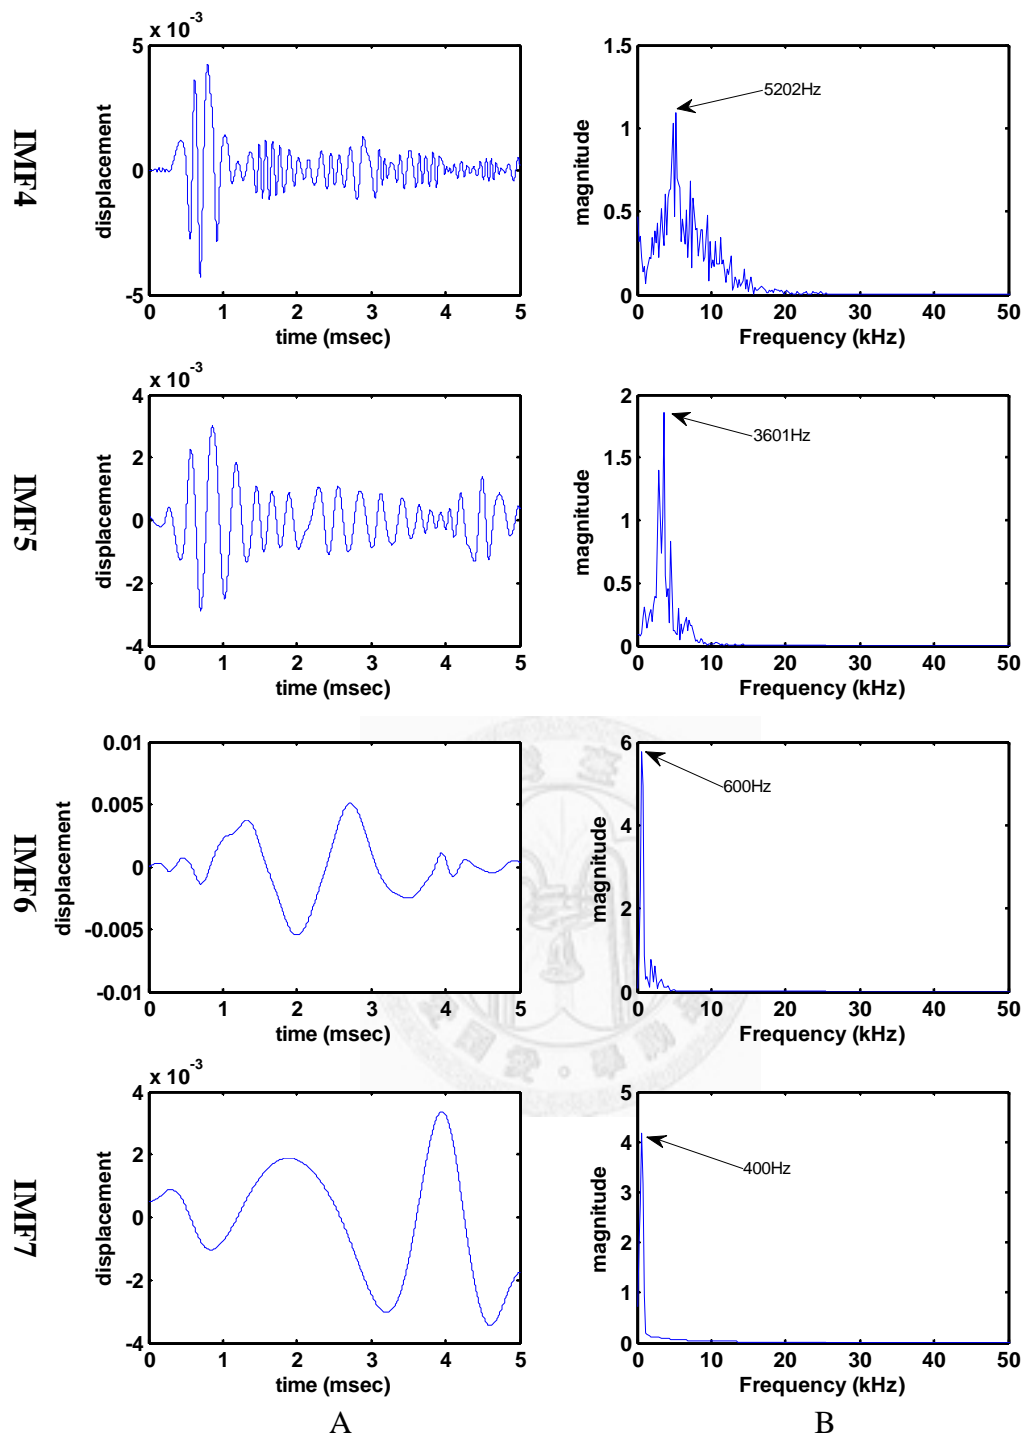 IMF4
x 10^-3
5
0
-5
displacement
0 1 2 3 4 5
time (msec)
1.5
1
0.5
0
magnitude
5202Hz
0 10 20 30 40 50
Frequency (kHz)
IMF5
x 10^-3
4
2
0
-2
-4
displacement
0 1 2 3 4 5
time (msec)
2
1.5
1
0.5
0
magnitude
3601Hz
0 10 20 30 40 50
Frequency (kHz)
IMF6
0.01
0.005
0
-0.005
-0.01
displacement
0 1 2 3 4 5
time (msec)
6
4
2
0
magnitude
600Hz
0 10 20 30 40 50
Frequency (kHz)
IMF7
x 10^-3
4
2
0
-2
-4
displacement
0 1 2 3 4 5
time (msec)
5
4
3
2
1
0
magnitude
400Hz
0 10 20 30 40 50
Frequency (kHz)
A
B